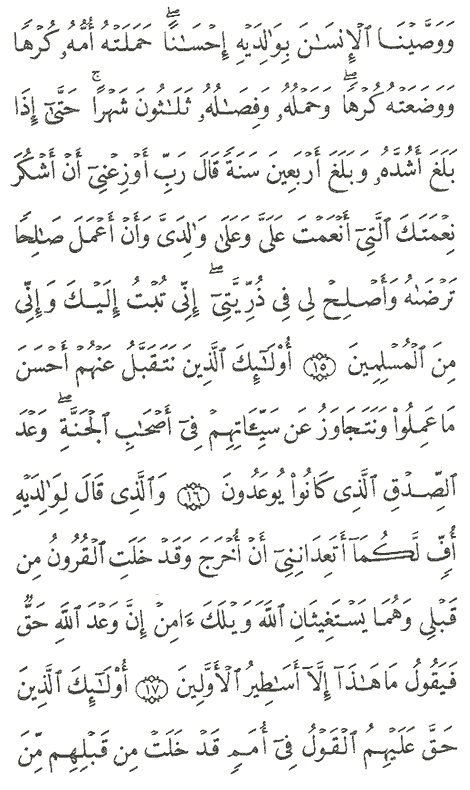 وَوَصَّيْنَا ٱلْإِنسَٰنَ بِوَٰلِدَيْهِ إِحْسَٰنًا ۖ حَمَلَتْهُ أُمُّهُۥ كُرْهًا
وَوَضَعَتْهُ كُرْهًا ۖ وَحَمْلُهُۥ وَفِصَٰلُهُۥ ثَلَٰثُونَ شَهْرًا ۚ حَتَّىٰٓ إِذَا
بَلَغَ أَشُدَّهُۥ وَبَلَغَ أَرْبَعِينَ سَنَةً قَالَ رَبِّ أَوْزِعْنِىٓ أَنْ أَشْكُرَ
نِعْمَتَكَ ٱلَّتِىٓ أَنْعَمْتَ عَلَىَّ وَعَلَىٰ وَٰلِدَىَّ وَأَنْ أَعْمَلَ صَٰلِحًا
تَرْضَىٰهُ وَأَصْلِحْ لِى فِى ذُرِّيَّتِىٓ ۖ إِنِّى تُبْتُ إِلَيْكَ وَإِنِّى
مِنَ ٱلْمُسْلِمِينَ ١٥ أُو۟لَٰٓئِكَ ٱلَّذِينَ نَتَقَبَّلُ عَنْهُمْ أَحْسَنَ
مَا عَمِلُوا۟ وَنَتَجَاوَزُ عَن سَيِّـَٔاتِهِمْ فِىٓ أَصْحَٰبِ ٱلْجَنَّةِ ۖ وَعْدَ
ٱلصِّدْقِ ٱلَّذِى كَانُوا۟ يُوعَدُونَ ١٦ وَٱلَّذِى قَالَ لِوَٰلِدَيْهِ
أُفٍّ لَّكُمَآ أَتَعِدَانِنِىٓ أَنْ أُخْرَجَ وَقَدْ خَلَتِ ٱلْقُرُونُ مِن
قَبْلِى وَهُمَا يَسْتَغِيثَانِ ٱللَّهَ وَيْلَكَ ءَامِنْ إِنَّ وَعْدَ ٱللَّهِ حَقٌّ
فَيَقُولُ مَا هَٰذَآ إِلَّآ أَسَٰطِيرُ ٱلْأَوَّلِينَ ١٧ أُو۟لَٰٓئِكَ ٱلَّذِينَ
حَقَّ عَلَيْهِمُ ٱلْقَوْلُ فِىٓ أُمَمٍ قَدْ خَلَتْ مِن قَبْلِهِم مِّنَ